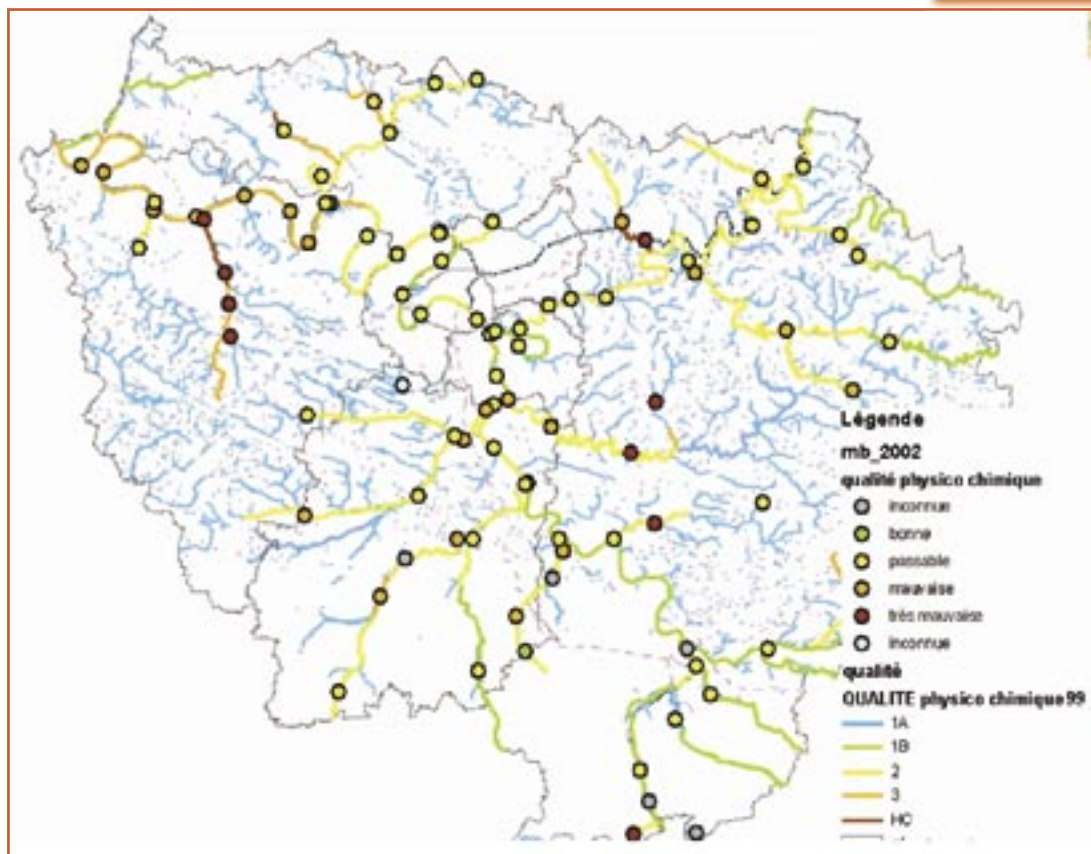 Légende
mb_2002
qualité physico chimique
inconnue
bonne
passable
mauvaise
très mauvaise
inconnue
qualité
QUALITE physico chimique99
1A
1B
2
3
HC